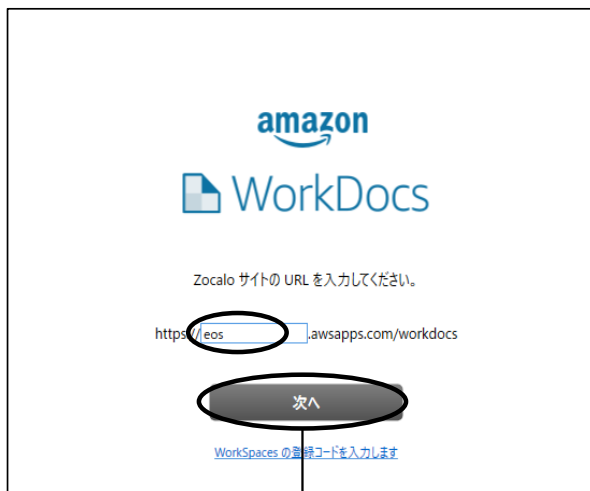 amazon
WorkDocs
Zocalo サイトの URL を入力してください。
https://eos.awsapps.com/workdocs
次へ
WorkSpaces の登録コードを入力します